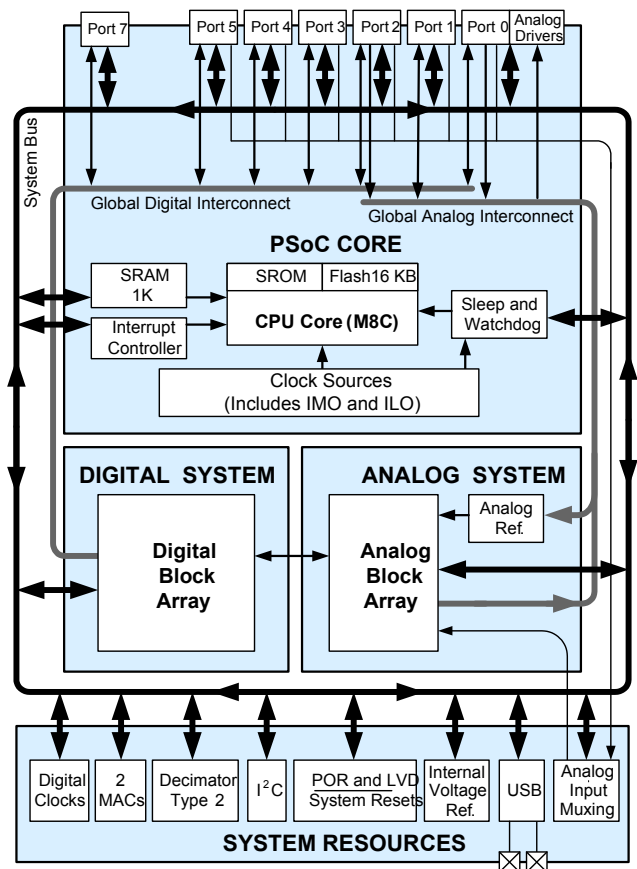 Port 7
Port 5
Port 4
Port 3
Port 2
Port 1
Port 0
Analog
Drivers
System Bus
Global Digital Interconnect
Global Analog Interconnect
PSoC CORE
SRAM
1K
SROM
Flash16 KB
CPU Core (M8C)
Sleep and
Watchdog
Interrupt
Controller
Clock Sources
(Includes IMO and ILO)
DIGITAL SYSTEM
ANALOG SYSTEM
Digital
Block
Array
Analog
Block
Array
Analog
Ref.
Digital
Clocks
2
MACs
Decimator
Type 2
I²C
POR and LVD
System Resets
Internal
Voltage
Ref.
USB
Analog
Input
Muxing
SYSTEM RESOURCES